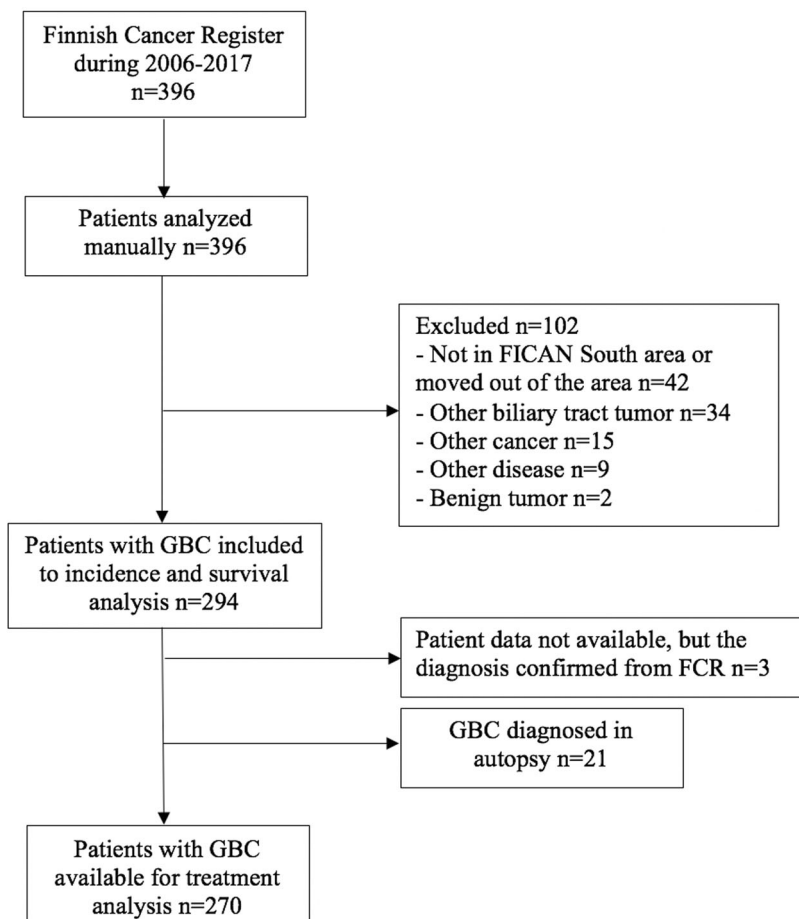 Finnish Cancer Register
during 2006-2017
n=396
Patients analyzed
manually n=396
Excluded n=102
- Not in FICAN South area or
moved out of the area n=42
- Other biliary tract tumor n=34
- Other cancer n=15
- Other disease n=9
- Benign tumor n=2
Patients with GBC included
to incidence and survival
analysis n=294
Patient data not available, but the
diagnosis confirmed from FCR n=3
GBC diagnosed in
autopsy n=21
Patients with GBC
available for treatment
analysis n=270